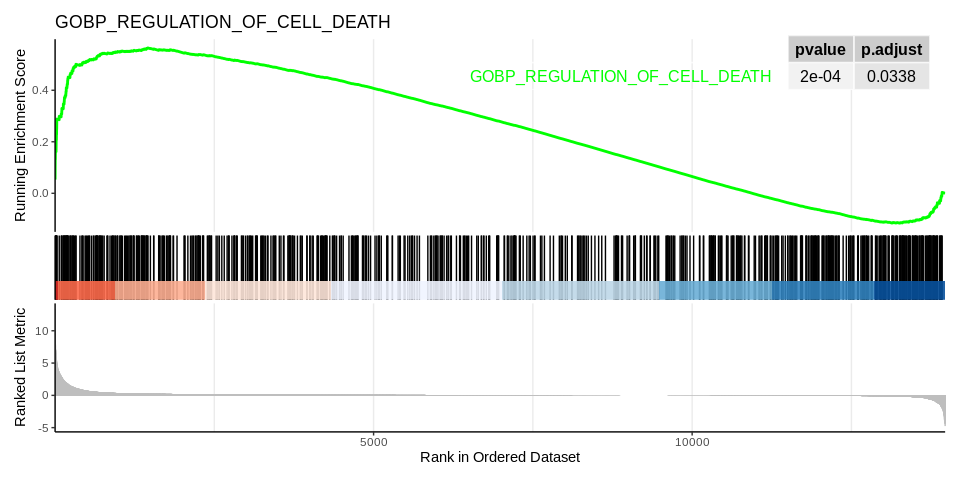 GOBP_REGULATION_OF_CELL_DEATH
pvalue p.adjust
2e-04 0.0338
GOBP_REGULATION_OF_CELL_DEATH
Running Enrichment Score
0.4
0.2
0.0
Ranked List Metric
10
5
0
-5
5000 10000
Rank in Ordered Dataset